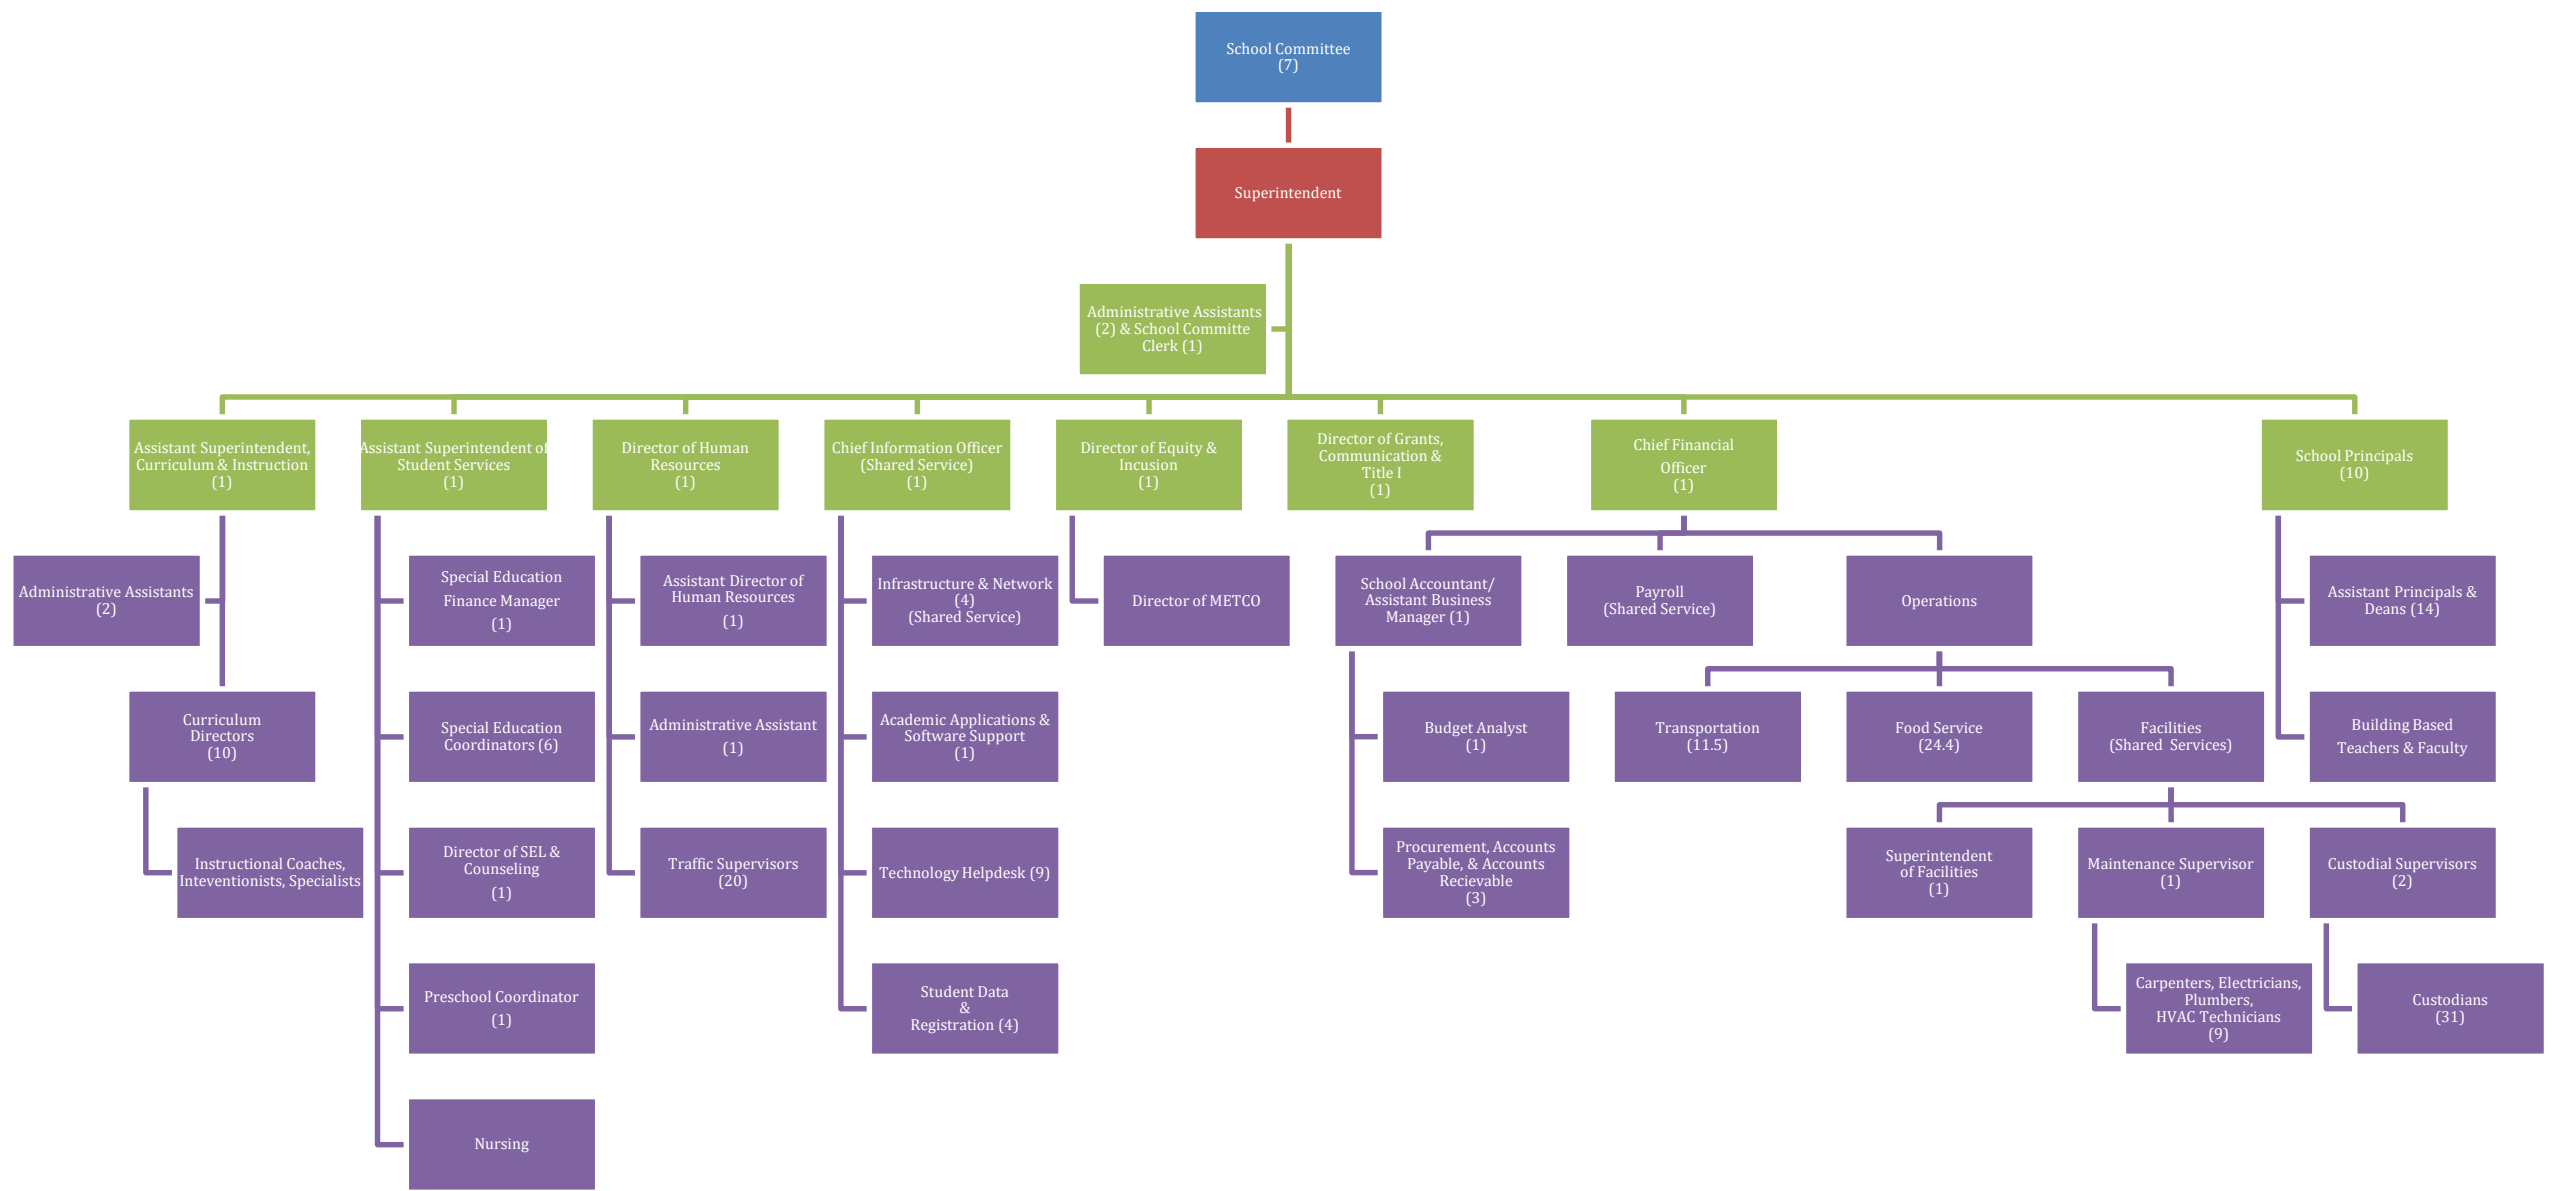 School Committee
(7)
Superintendent
Administrative Assistants
(2) & School Committe
Clerk (1)
Assistant Superintendent,
Curriculum & Instruction
(1)
Assistant Superintendent of
Student Services
(1)
Director of Human
Resources
(1)
Chief Information Officer
(Shared Service)
(1)
Director of Equity &
Incusion
(1)
Director of Grants,
Communication &
Title I
(1)
Chief Financial
Officer
(1)
School Principals
(10)
Administrative Assistants
(2)
Special Education
Finance Manager
(1)
Assistant Director of
Human Resources
(1)
Infrastructure & Network
(4)
(Shared Service)
Director of METCO
School Accountant/
Assistant Business
Manager (1)
Payroll
(Shared Service)
Operations
Assistant Principals &
Deans (14)
Curriculum
Directors
(10)
Special Education
Coordinators (6)
Administrative Assistant
(1)
Academic Applications &
Software Support
(1)
Budget Analyst
(1)
Transportation
(11.5)
Food Service
(24.4)
Facilities
(Shared Services)
Building Based
Teachers & Faculty
Instructional Coaches,
Inteventionists, Specialists
Director of SEL &
Counseling
(1)
Traffic Supervisors
(20)
Technology Helpdesk (9)
Procurement, Accounts
Payable, & Accounts
Recievable
(3)
Superintendent
of Facilities
(1)
Maintenance Supervisor
(1)
Custodial Supervisors
(2)
Preschool Coordinator
(1)
Student Data
&
Registration (4)
Carpenters, Electricians,
Plumbers,
HVAC Technicians
(9)
Custodians
(31)
Nursing